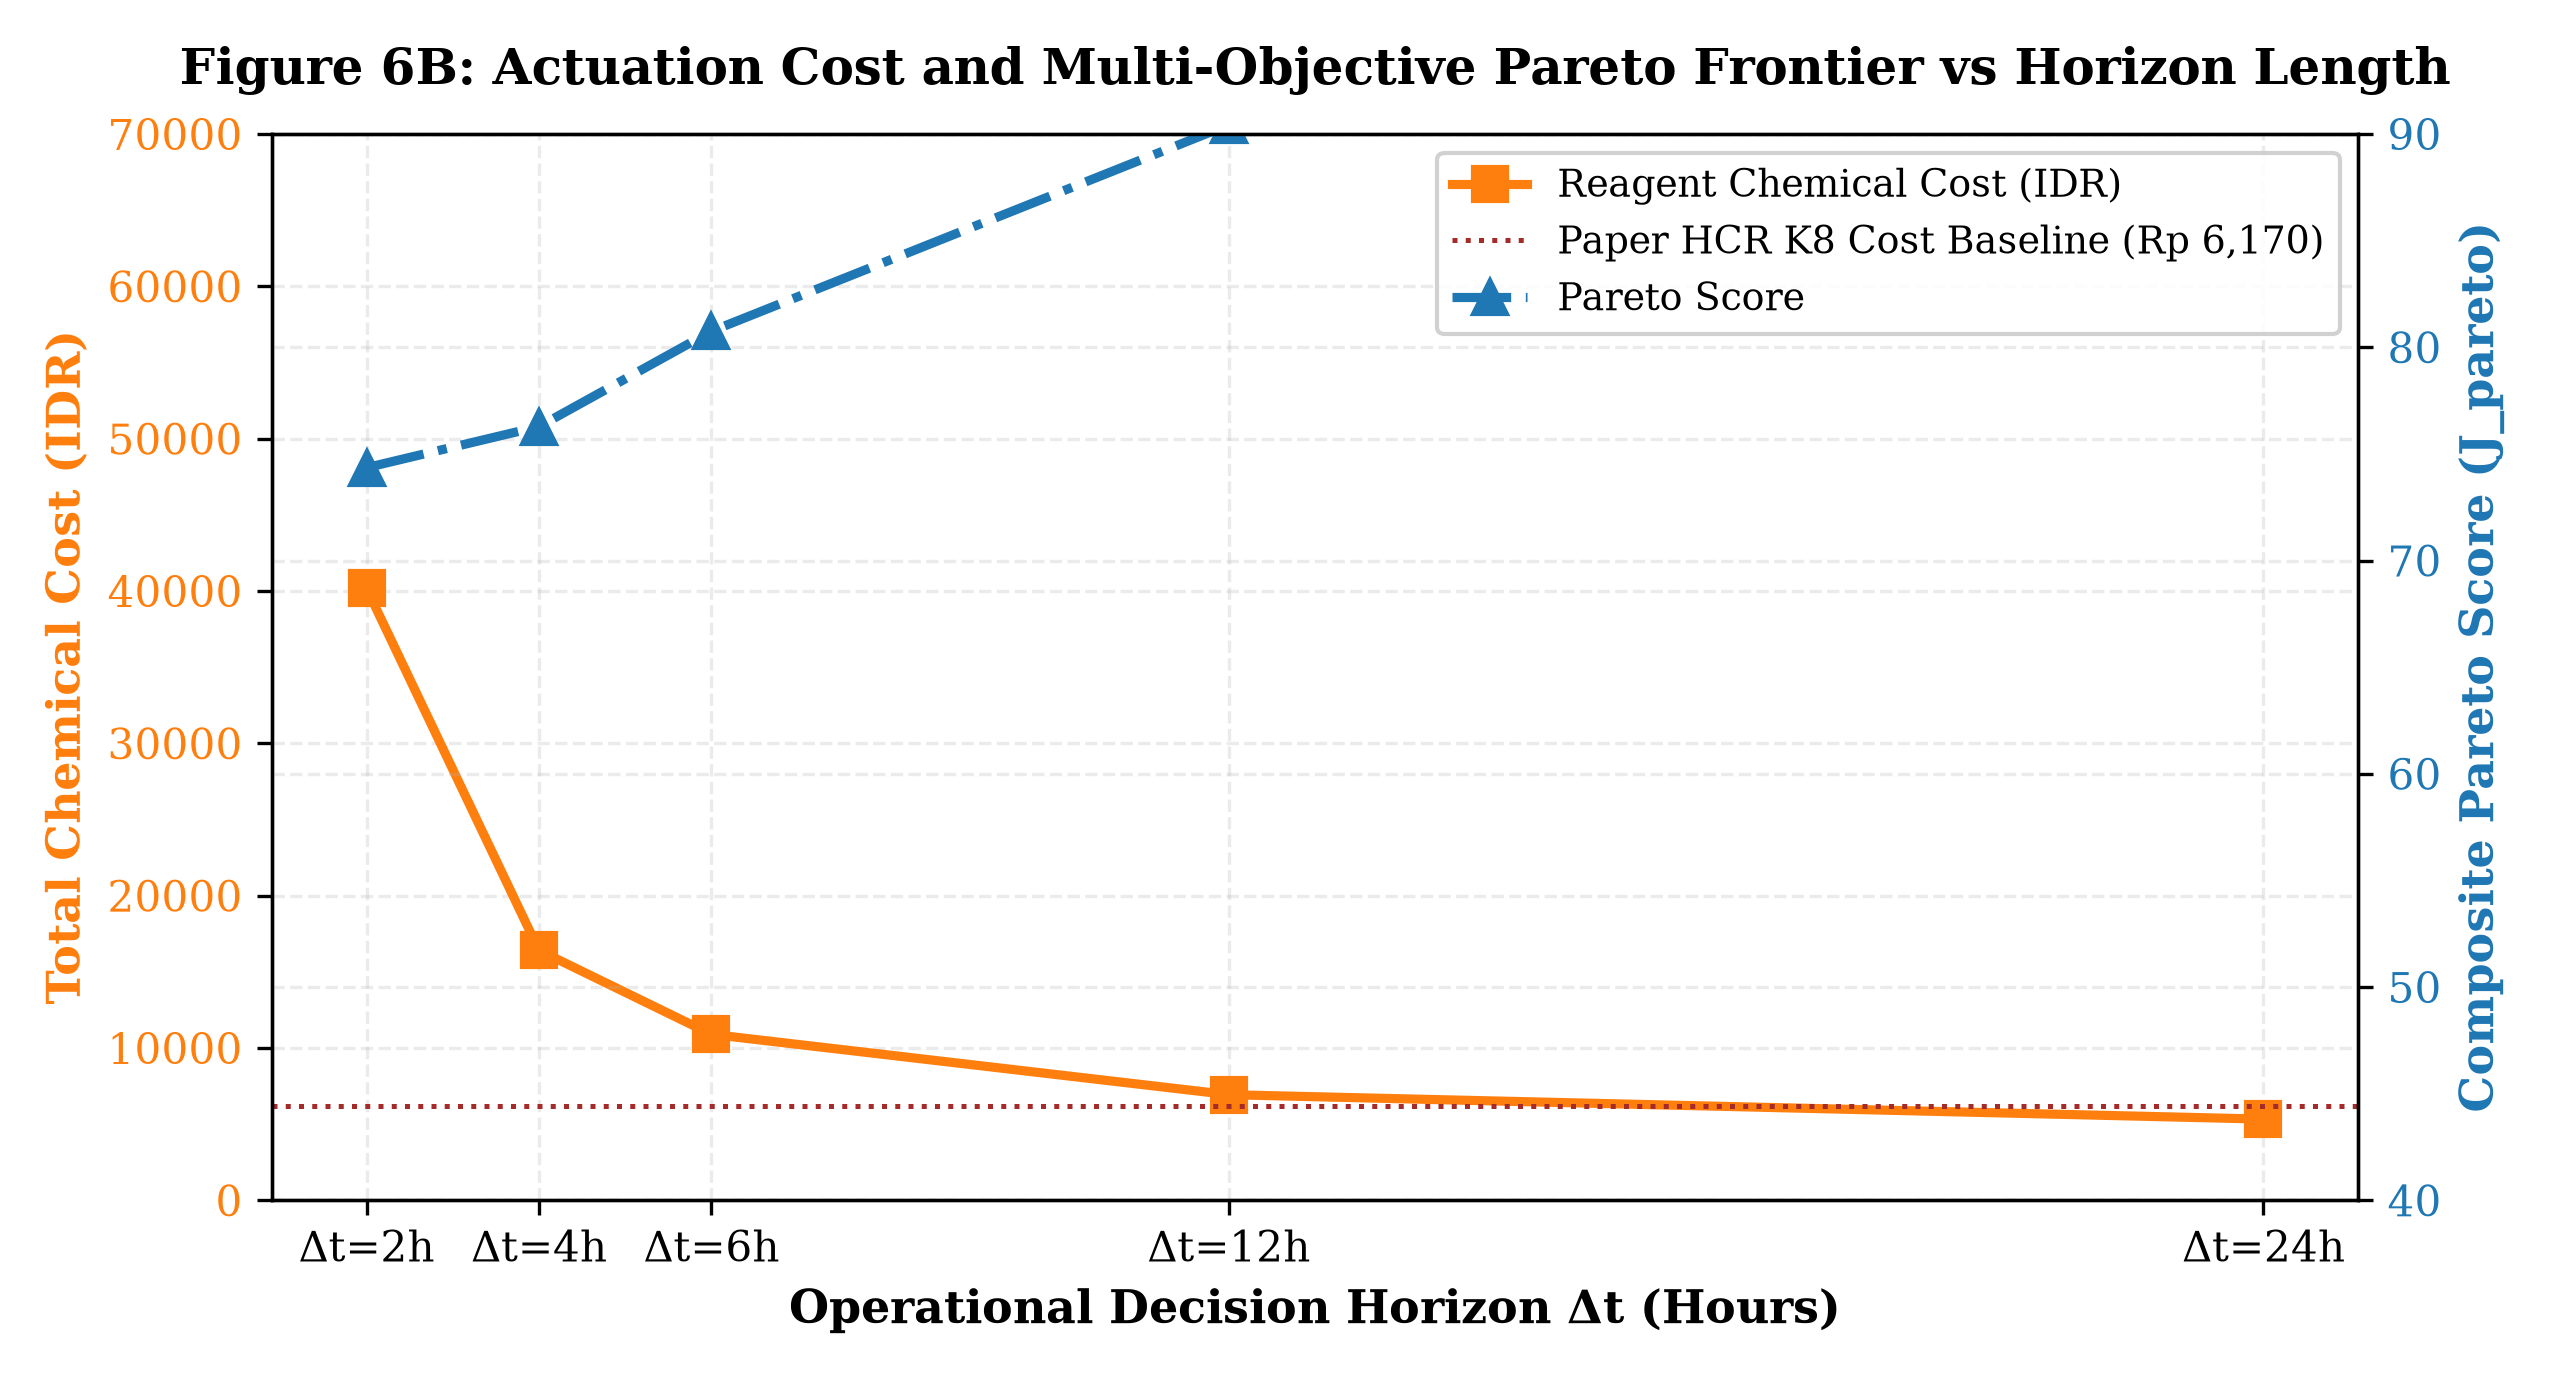 Figure 6B: Actuation Cost and Multi-Objective Pareto Frontier vs Horizon Length
Total Chemical Cost (IDR)
70000
60000
50000
40000
30000
20000
10000
0
Reagent Chemical Cost (IDR)
Paper HCR K8 Cost Baseline (Rp 6,170)
Pareto Score
90
80
70
60
50
40
Composite Pareto Score (J_pareto)
Δt=2h Δt=4h Δt=6h Δt=12h Δt=24h
Operational Decision Horizon Δt (Hours)